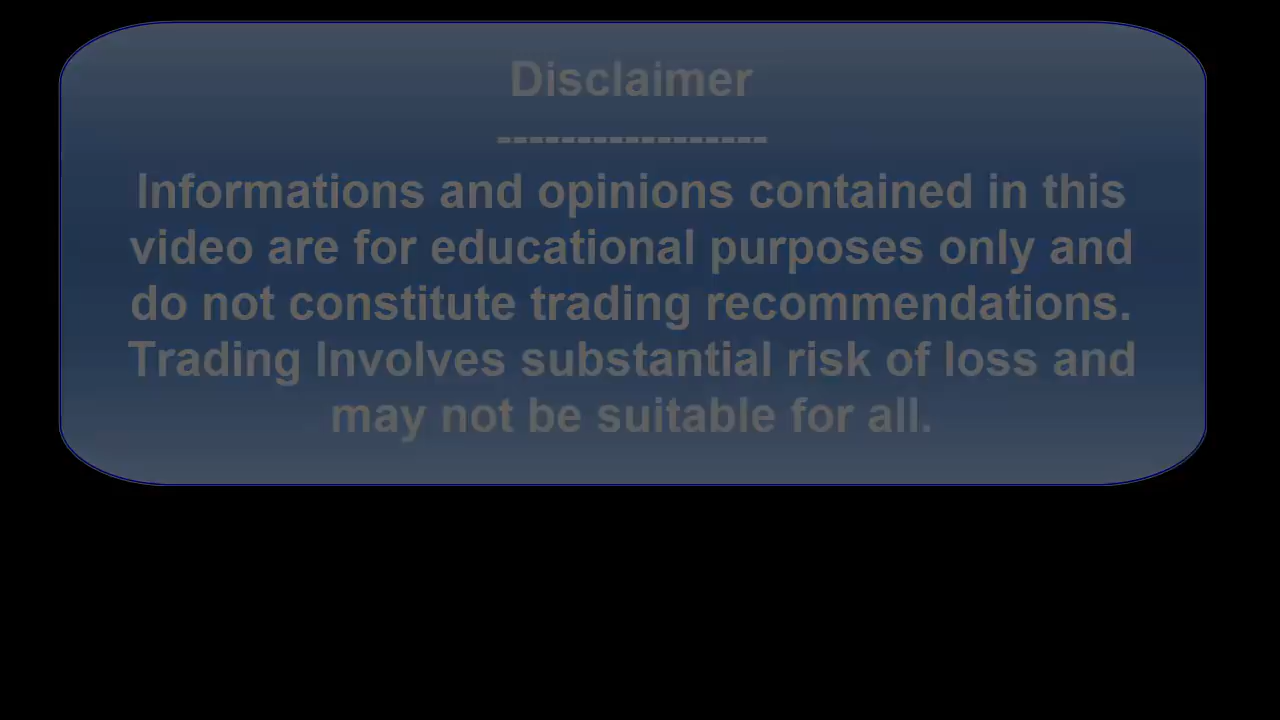 Disclaimer
-----------------
Informations and opinions contained in this
video are for educational purposes only and
do not constitute trading recommendations.
Trading Involves substantial risk of loss and
may not be suitable for all.